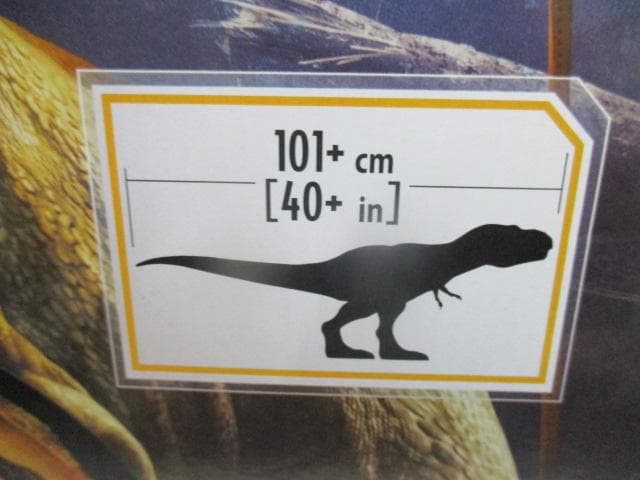 101+ cm
[40+ in]